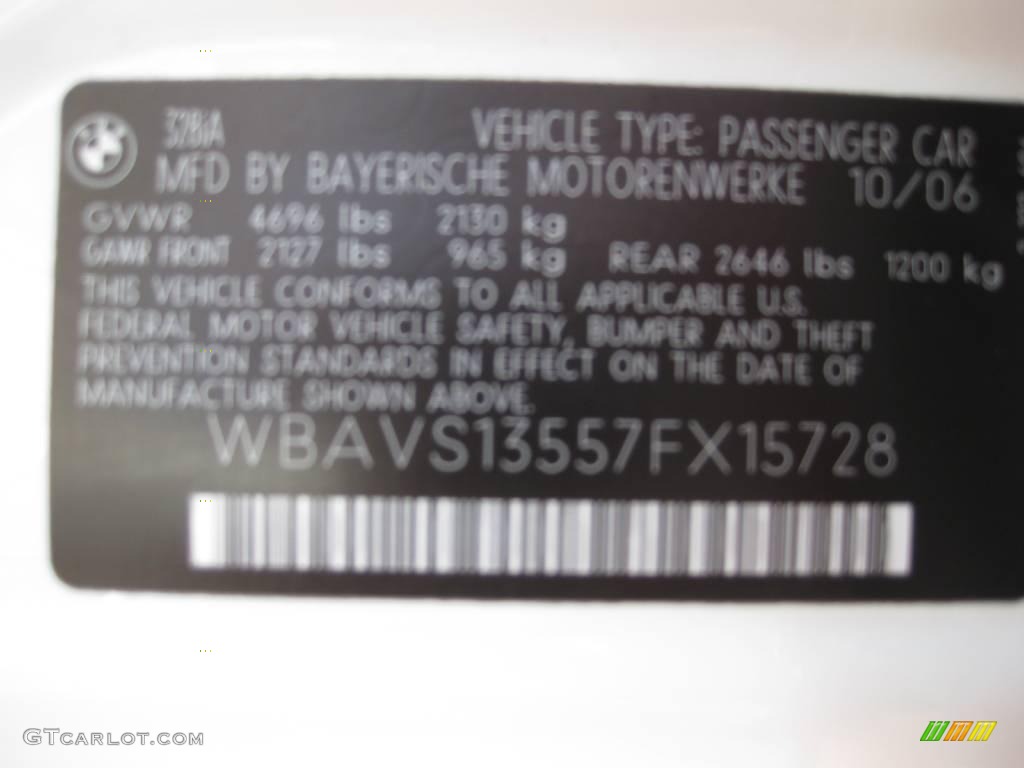 328iA VEHICLE TYPE: PASSENGER CAR
MFD BY BAYERISCHE MOTORENWERKE 10/06
GVWR 4696 lbs 2130 kg
GAWR FRONT 2127 lbs 965 kg REAR 2646 lbs 1200 kg
THIS VEHICLE CONFORMS TO ALL APPLICABLE U.S.
FEDERAL MOTOR VEHICLE SAFETY, BUMPER AND THEFT
PREVENTION STANDARDS IN EFFECT ON THE DATE OF
MANUFACTURE SHOWN ABOVE.
WBAVS13557FX15728
GTCARLOT.COM